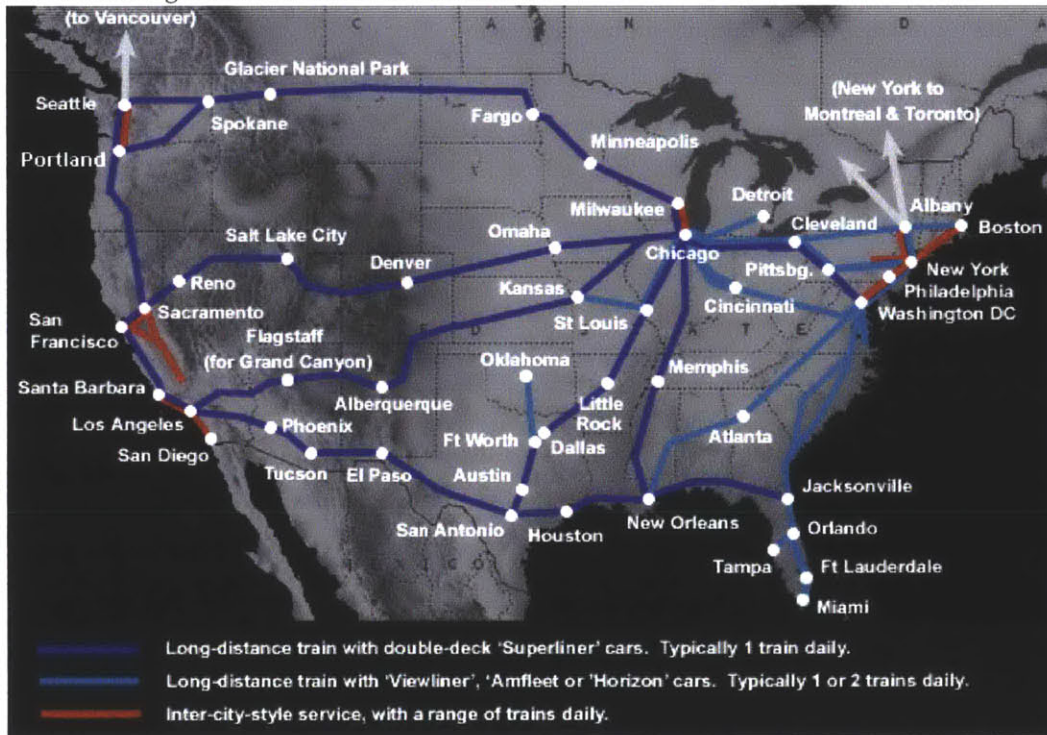 (to Vancouver)
Glacier National Park
Seattle
Spokane
Fargo
(New York to
Montreal & Toronto)
Portland
Minneapolis
Detroit
Albany
Milwaukee
Cleveland
Boston
Salt Lake City
Omaha
Chicago
Denver
Pittsbg.
New York
Reno
Kansas
Cincinnati
Philadelphia
Sacramento
St Louis
Washington DC
San
Francisco
Flagstaff
(for Grand Canyon)
Oklahoma
Memphis
Santa Barbara
Alberquerque
Little
Rock
Los Angeles
Phoenix
Ft Worth
Dallas
Atlanta
San Diego
Tucson
El Paso
Austin
Jacksonville
San Antonio
Houston
New Orleans
Orlando
Tampa
Ft Lauderdale
Miami
Long-distance train with double-deck 'Superliner' cars. Typically 1 train daily.
Long-distance train with 'Viewliner', 'Amfleet or 'Horizon' cars. Typically 1 or 2 trains daily.
Inter-city-style service, with a range of trains daily.